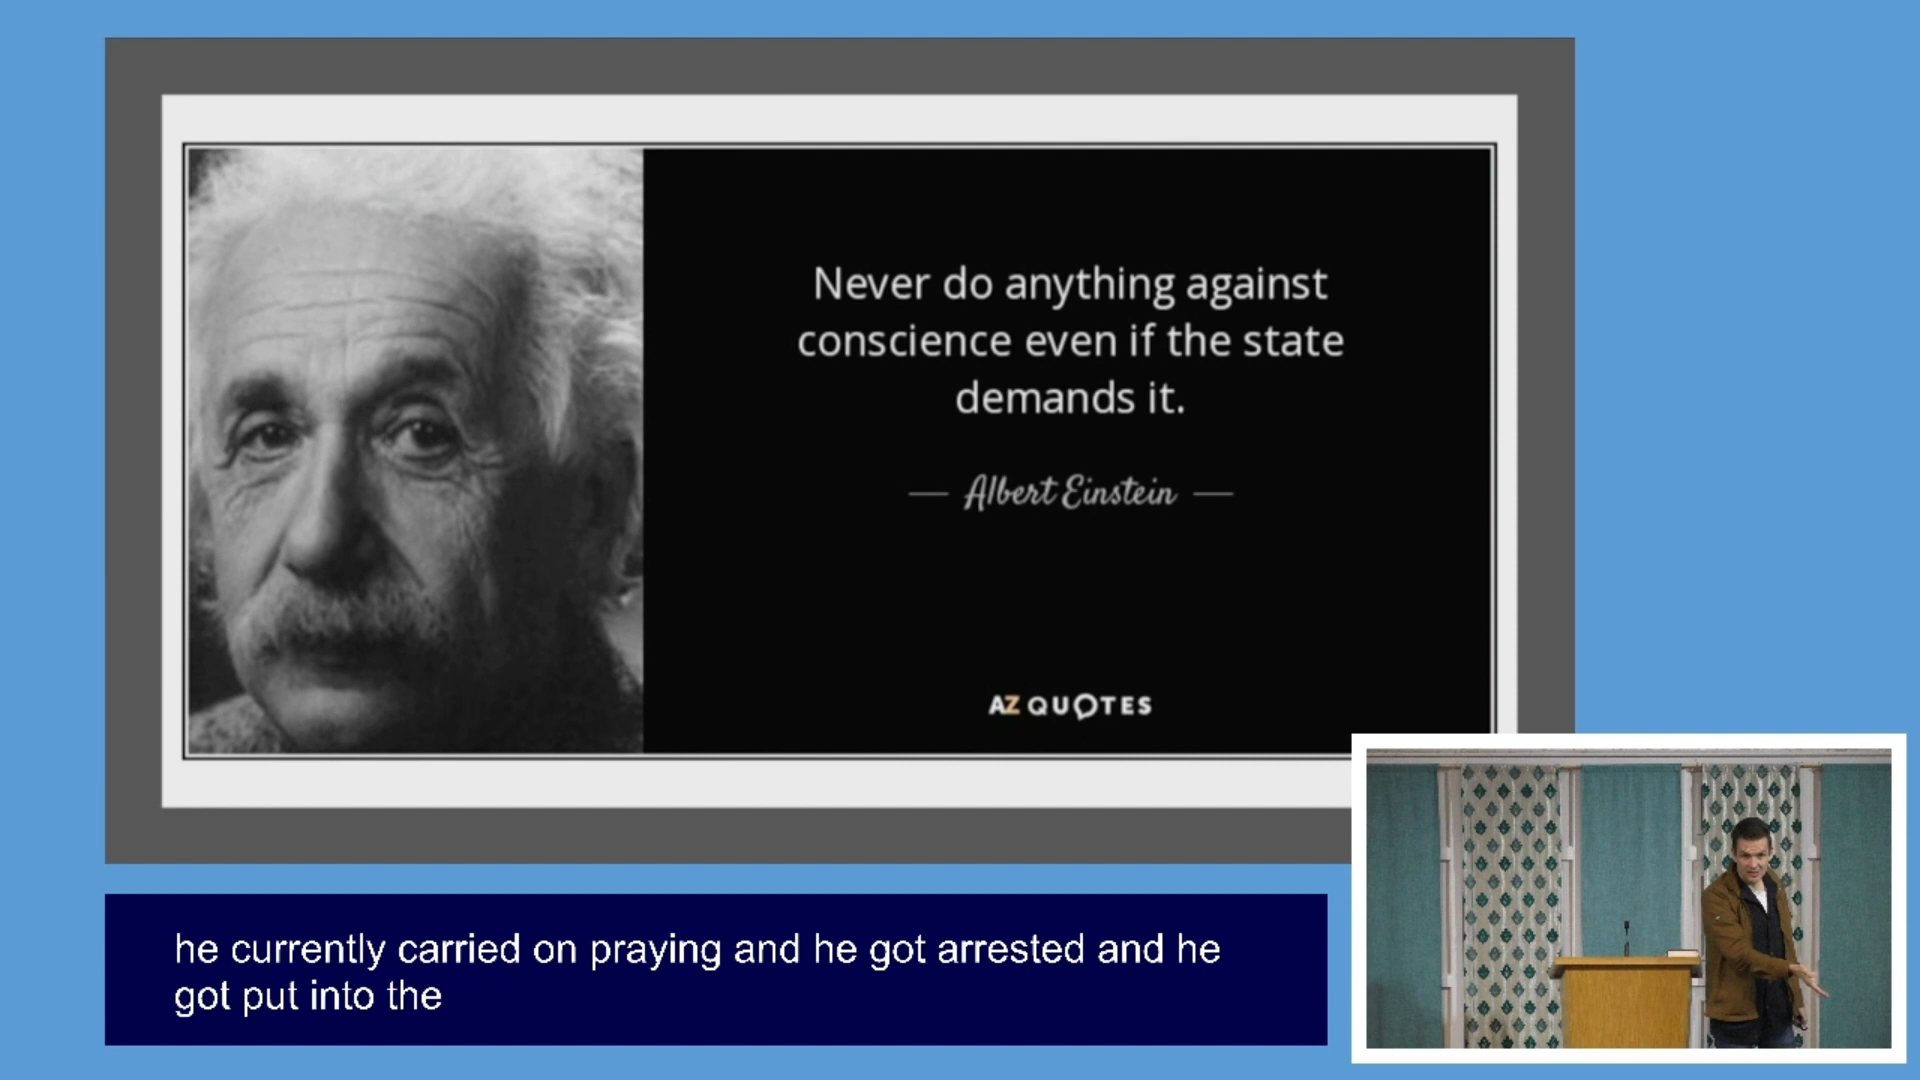 Never do anything against
conscience even if the state
demands it.
— Albert Einstein —
AZ QUOTES
he currently carried on praying and he got arrested and he
got put into the